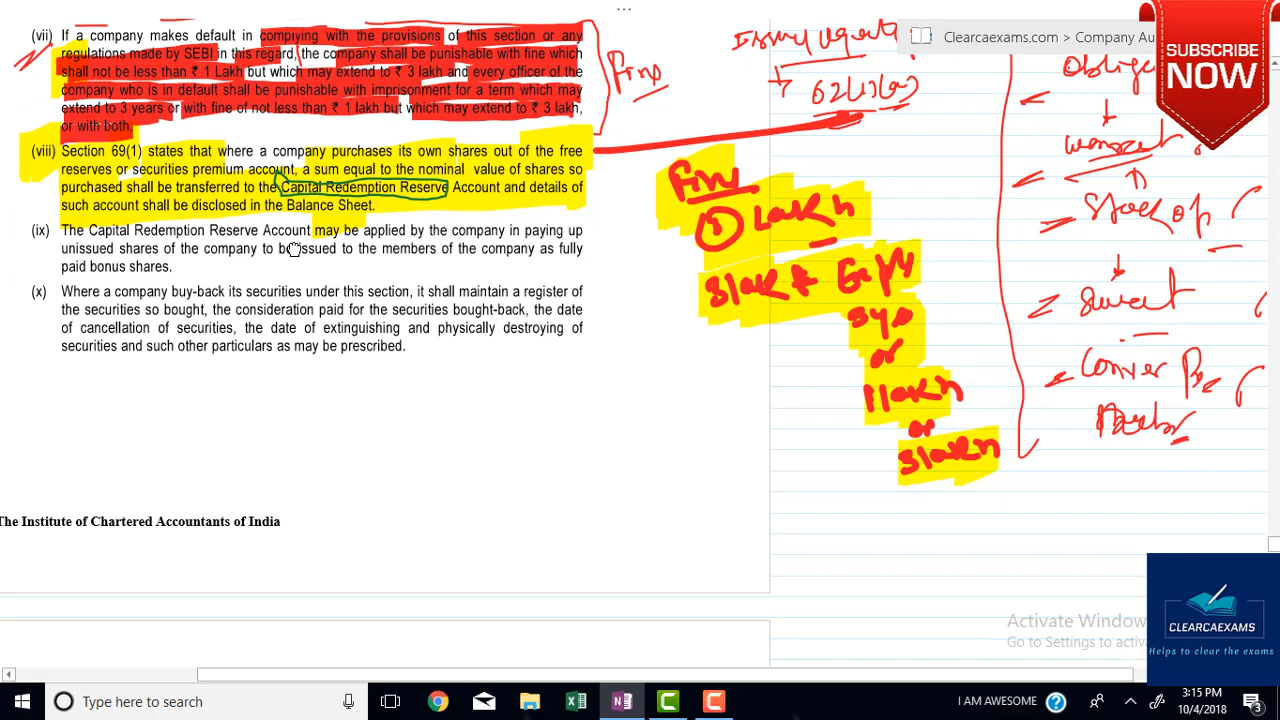 (vii) If a company makes default in complying with the provisions of this section or any
regulations made by SEBI in this regard, the company shall be punishable with fine which
shall not be less than ₹ 1 Lakh but which may extend to ₹ 3 lakh and every officer of the
company who is in default shall be punishable with imprisonment for a term which may
extend to 3 years or with fine of not less than ₹ 1 lakh but which may extend to ₹ 3 lakh,
or with both.
(viii) Section 69(1) states that where a company purchases its own shares out of the free
reserves or securities premium account, a sum equal to the nominal value of shares so
purchased shall be transferred to the Capital Redemption Reserve Account and details of
such account shall be disclosed in the Balance Sheet.
(ix) The Capital Redemption Reserve Account may be applied by the company in paying up
unissued shares of the company to be issued to the members of the company as fully
paid bonus shares.
(x) Where a company buy-back its securities under this section, it shall maintain a register of
the securities so bought, the consideration paid for the securities bought-back, the date
of cancellation of securities, the date of extinguishing and physically destroying of
securities and such other particulars as may be prescribed.
The Institute of Chartered Accountants of India
Fine
62(1)(a)
Fine
1 Lakh
3 lak
or
1 lakh
or
3 lakh
Stock op
Sweat
Clearcaexams.com > Company Au
SUBSCRIBE
NOW
Activate Window
Go to Settings to activ
CLEARCAEXAMS
Helps to clear the exams
Type here to search
I AM AWESOME
3:15 PM
10/4/2018
3